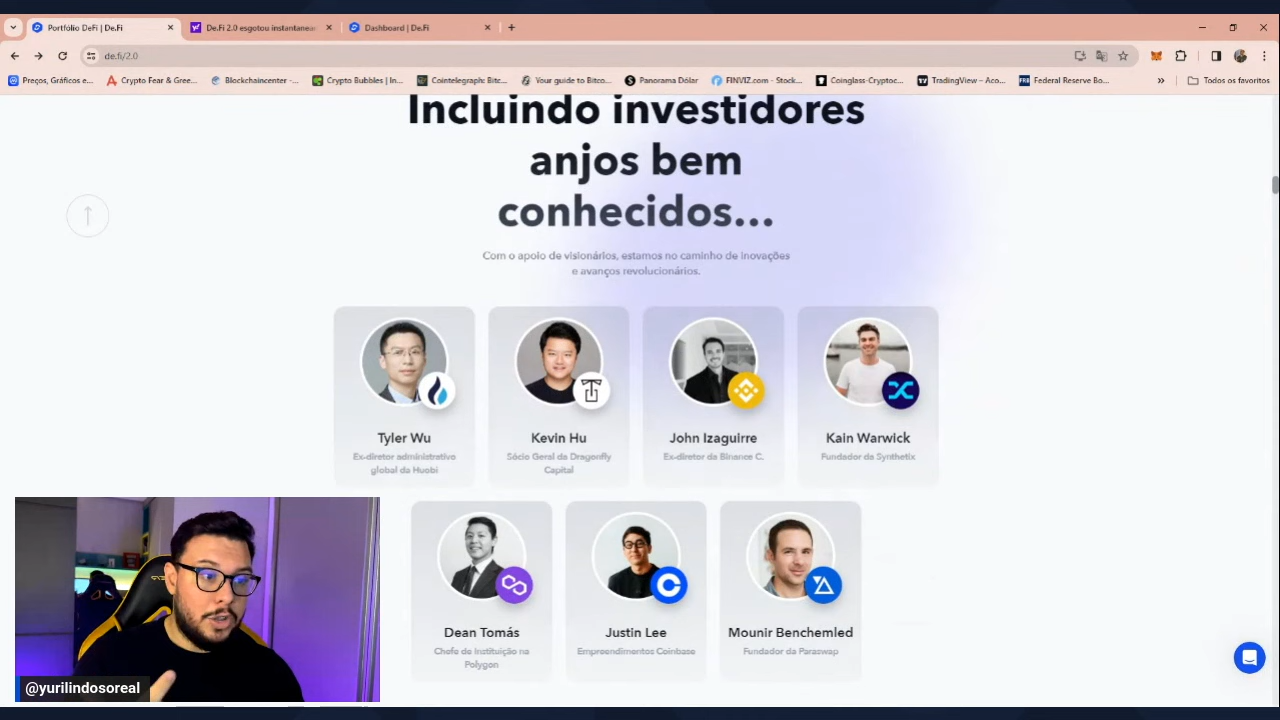 Portfólio DeFi | De.Fi
De.Fi 2.0 esgotou instantanea
Dashboard | De.Fi
de.fi/2.0
Preços, Gráficos e...
Crypto Fear & Gree...
Blockchaincenter -...
Crypto Bubbles | In...
Cointelegraph: Bitc...
Your guide to Bitco...
Panorama Dólar
FINVIZ.com - Stock...
Coinglass-Cryptoc...
TradingView – Aco...
Federal Reserve Bo...
Todos os favoritos
Incluindo investidores
anjos bem
conhecidos...
Com o apoio de visionários, estamos no caminho de inovações
e avanços revolucionários.
Tyler Wu
Ex-diretor administrativo
global da Huobi
Kevin Hu
Sócio Geral da Dragonfly
Capital
John Izaguirre
Ex-diretor da Binance C.
Kain Warwick
Fundador da Synthetix
Dean Tomás
Chefe de Instituição na
Polygon
Justin Lee
Empreendimentos Coinbase
Mounir Benchemled
Fundador da Paraswap
@yurilindosoreal